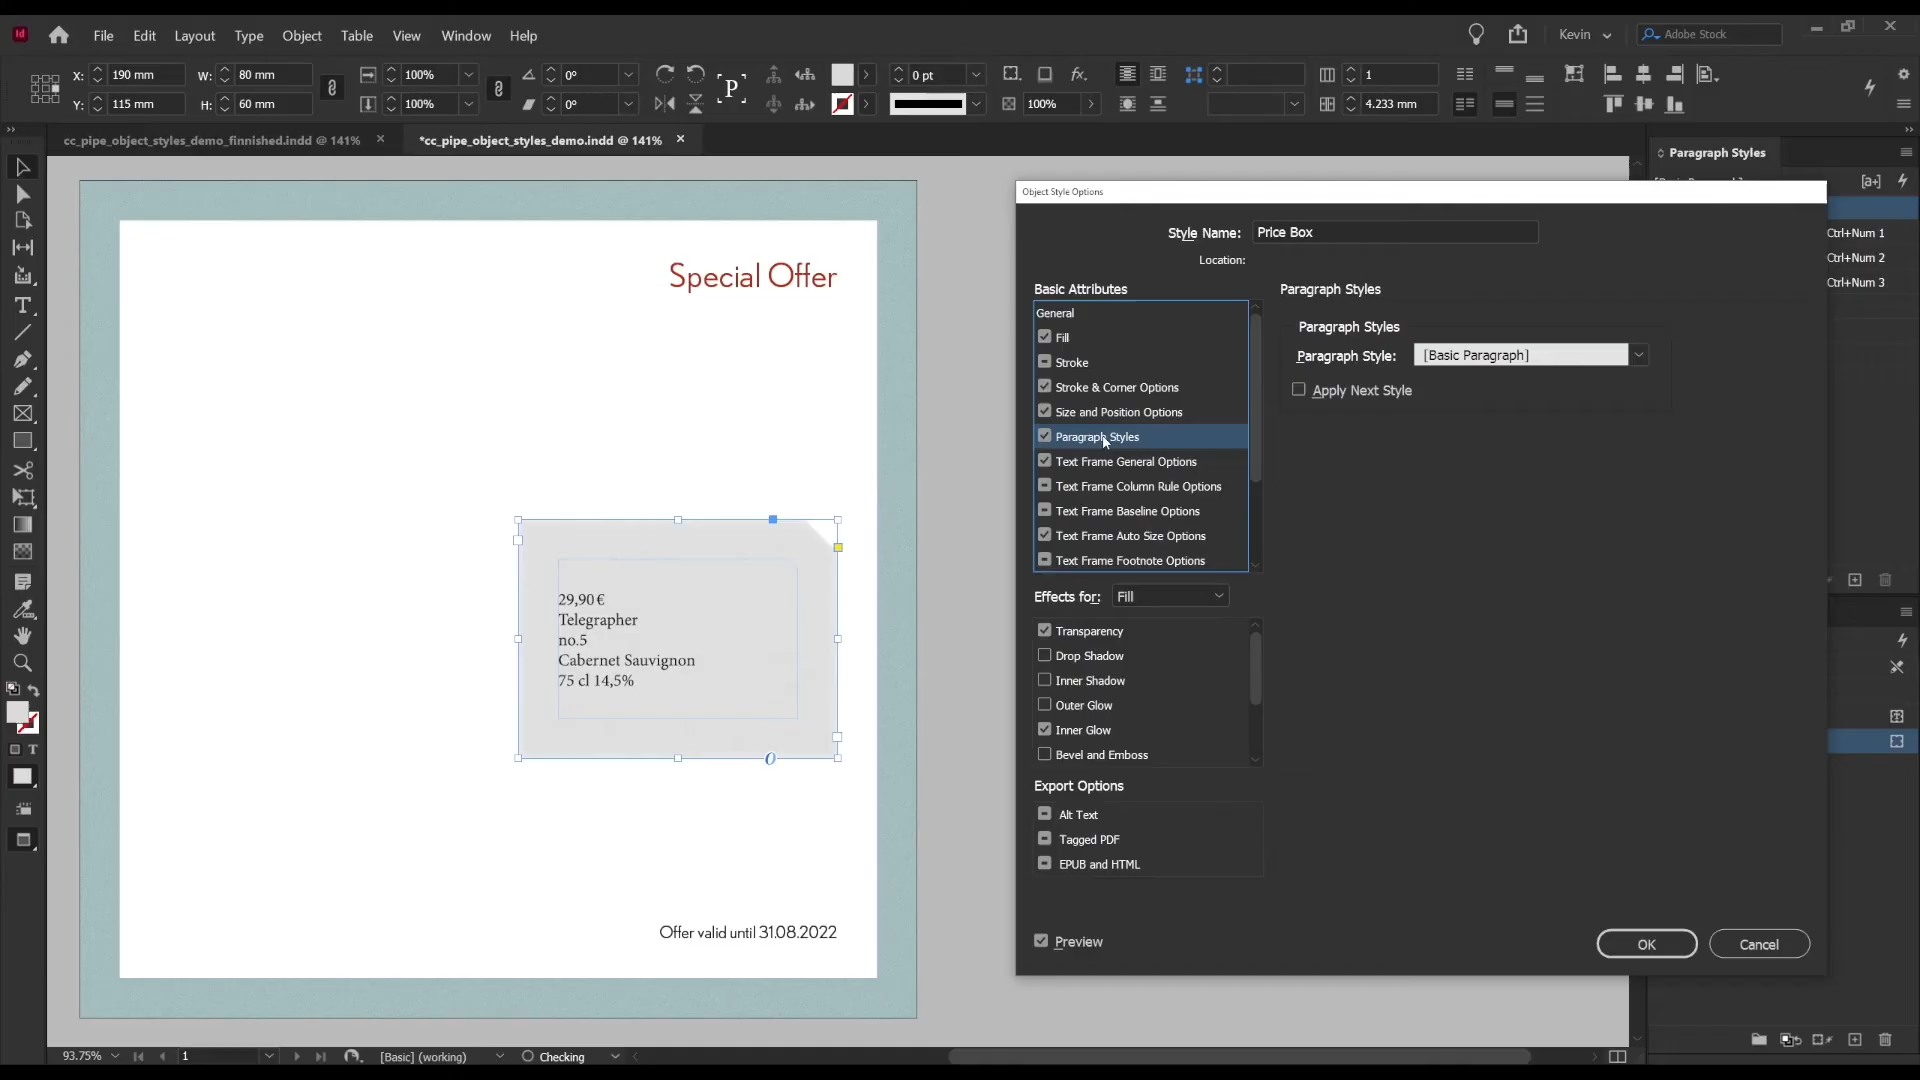 Id
File Edit Layout Type Object Table View Window Help
Kevin
Adobe Stock
X: 190 mm W: 80 mm 100% 0° 0 pt fx. 1
Y: 115 mm H: 60 mm 100% 0° P 100% 4.233 mm
cc_pipe_object_styles_demo_finnished.indd @ 141%
*cc_pipe_object_styles_demo.indd @ 141%
Paragraph Styles
[a+]
Ctrl+Num 1
Ctrl+Num 2
Ctrl+Num 3
Special Offer
29,90 €
Telegrapher
no.5
Cabernet Sauvignon
75 cl 14,5%
Offer valid until 31.08.2022
Object Style Options
Style Name: Price Box
Location:
Basic Attributes
General
Fill
Stroke
Stroke & Corner Options
Size and Position Options
Paragraph Styles
Text Frame General Options
Text Frame Column Rule Options
Text Frame Baseline Options
Text Frame Auto Size Options
Text Frame Footnote Options
Paragraph Styles
Paragraph Styles
Paragraph Style: [Basic Paragraph]
Apply Next Style
Effects for: Fill
Transparency
Drop Shadow
Inner Shadow
Outer Glow
Inner Glow
Bevel and Emboss
Export Options
Alt Text
Tagged PDF
EPUB and HTML
Preview
OK
Cancel
93.75% 1 [Basic] (working) Checking